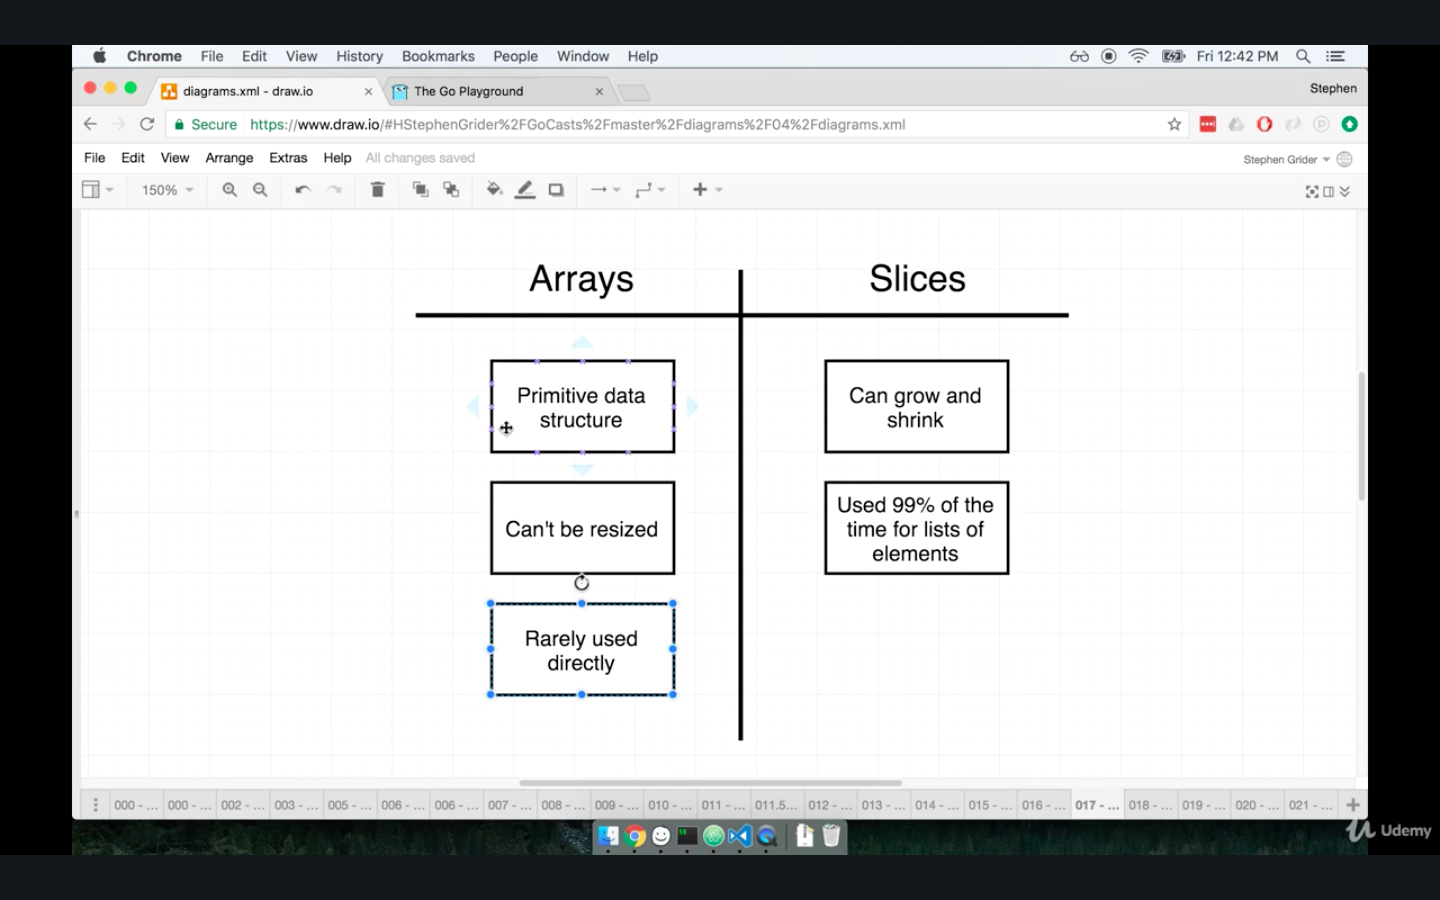 Chrome File Edit View History Bookmarks People Window Help Fri 12:42 PM
diagrams.xml - draw.io The Go Playground Stephen
Secure https://www.draw.io/#HStephenGrider%2FGoCasts%2Fmaster%2Fdiagrams%2F04%2Fdiagrams.xml
File Edit View Arrange Extras Help All changes saved Stephen Grider
150%
Arrays Slices
Primitive data
structure
Can grow and
shrink
Can't be resized
Used 99% of the
time for lists of
elements
Rarely used
directly
000 - ... 000 - ... 002 - ... 003 - ... 005 - ... 006 - ... 006 - ... 007 - ... 008 - ... 009 - ... 010 - ... 011 - ... 011.5... 012 - ... 013 - ... 014 - ... 015 - ... 016 - ... 017 - ... 018 - ... 019 - ... 020 - ... 021 - ...
Udemy